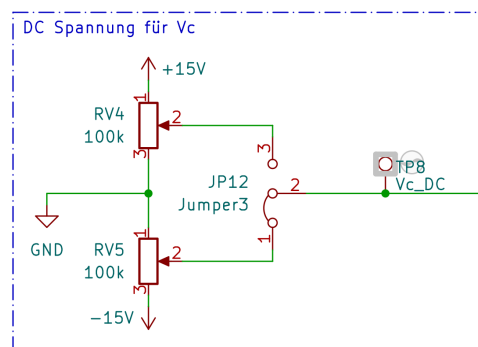 DC Spannung für Vc
+15V
1
RV4
2
100k
3
3
JP12
2
TP8
Vc_DC
Jumper3
1
GND
1
RV5
2
100k
3
-15V